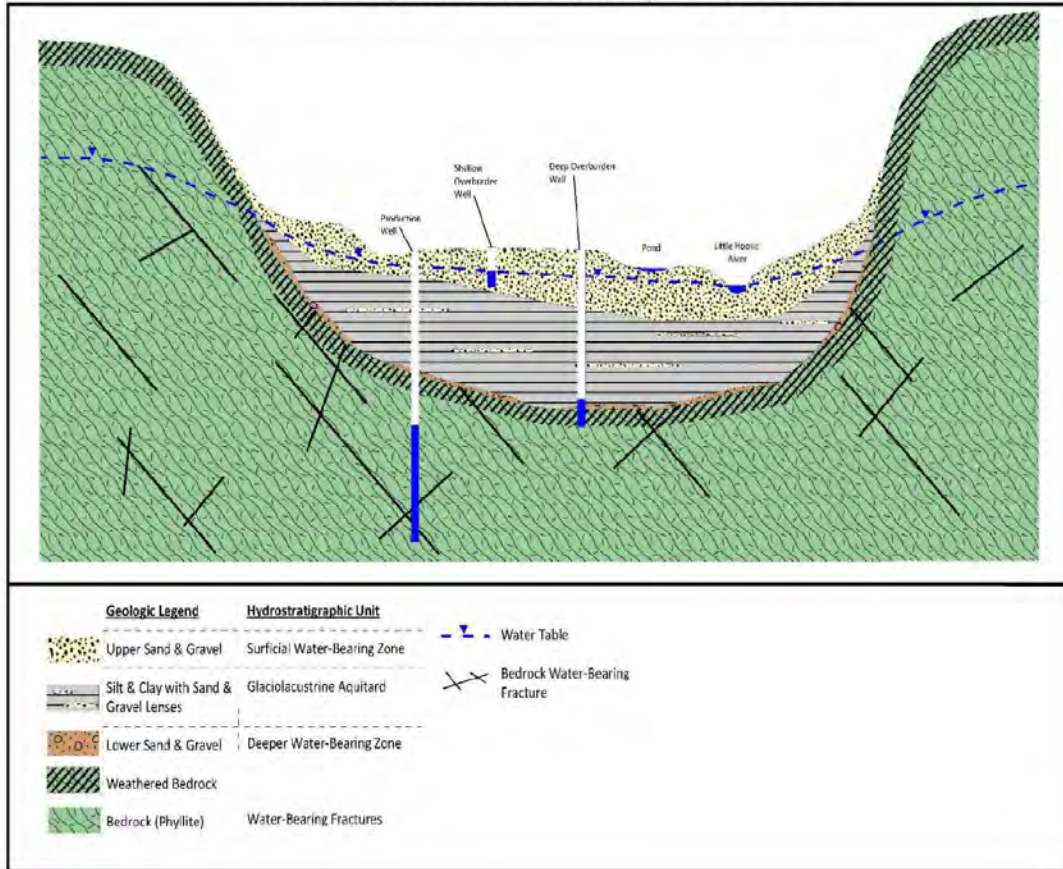 Shallow
Overburden
Well
Deep Overburden
Well
Production
Well
Pond
Little Hoosic
River
Geologic Legend
Hydrostratigraphic Unit
Upper Sand & Gravel
Surficial Water-Bearing Zone
Silt & Clay with Sand &
Gravel Lenses
Glaciolacustrine Aquitard
Lower Sand & Gravel
Deeper Water-Bearing Zone
Weathered Bedrock
Bedrock (Phyllite)
Water-Bearing Fractures
Water Table
Bedrock Water-Bearing
Fracture